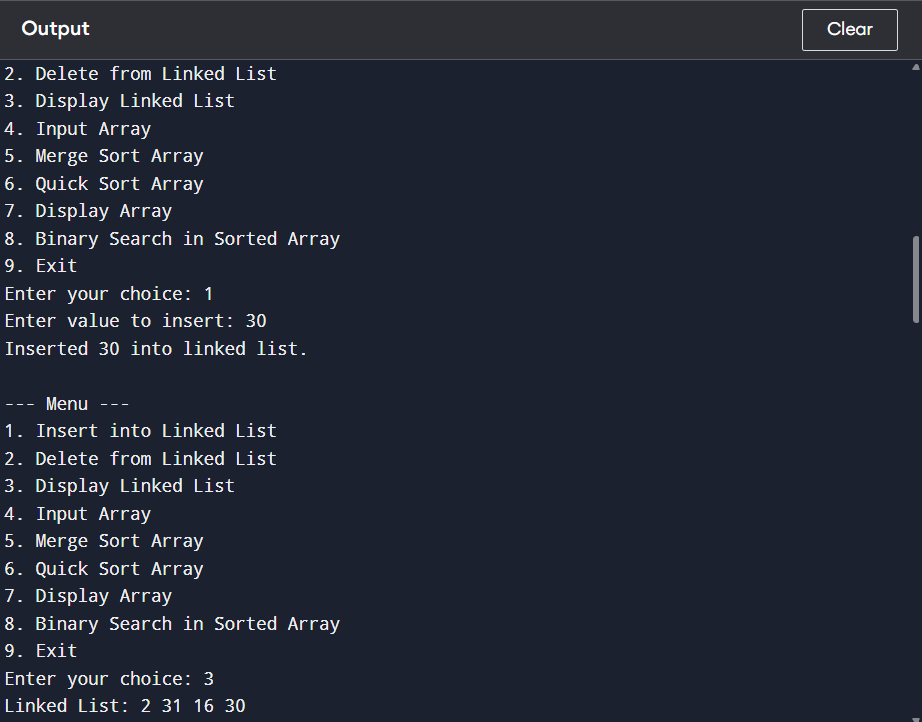 Output
Clear
2. Delete from Linked List
3. Display Linked List
4. Input Array
5. Merge Sort Array
6. Quick Sort Array
7. Display Array
8. Binary Search in Sorted Array
9. Exit
Enter your choice: 1
Enter value to insert: 30
Inserted 30 into linked list.
--- Menu ---
1. Insert into Linked List
2. Delete from Linked List
3. Display Linked List
4. Input Array
5. Merge Sort Array
6. Quick Sort Array
7. Display Array
8. Binary Search in Sorted Array
9. Exit
Enter your choice: 3
Linked List: 2 31 16 30